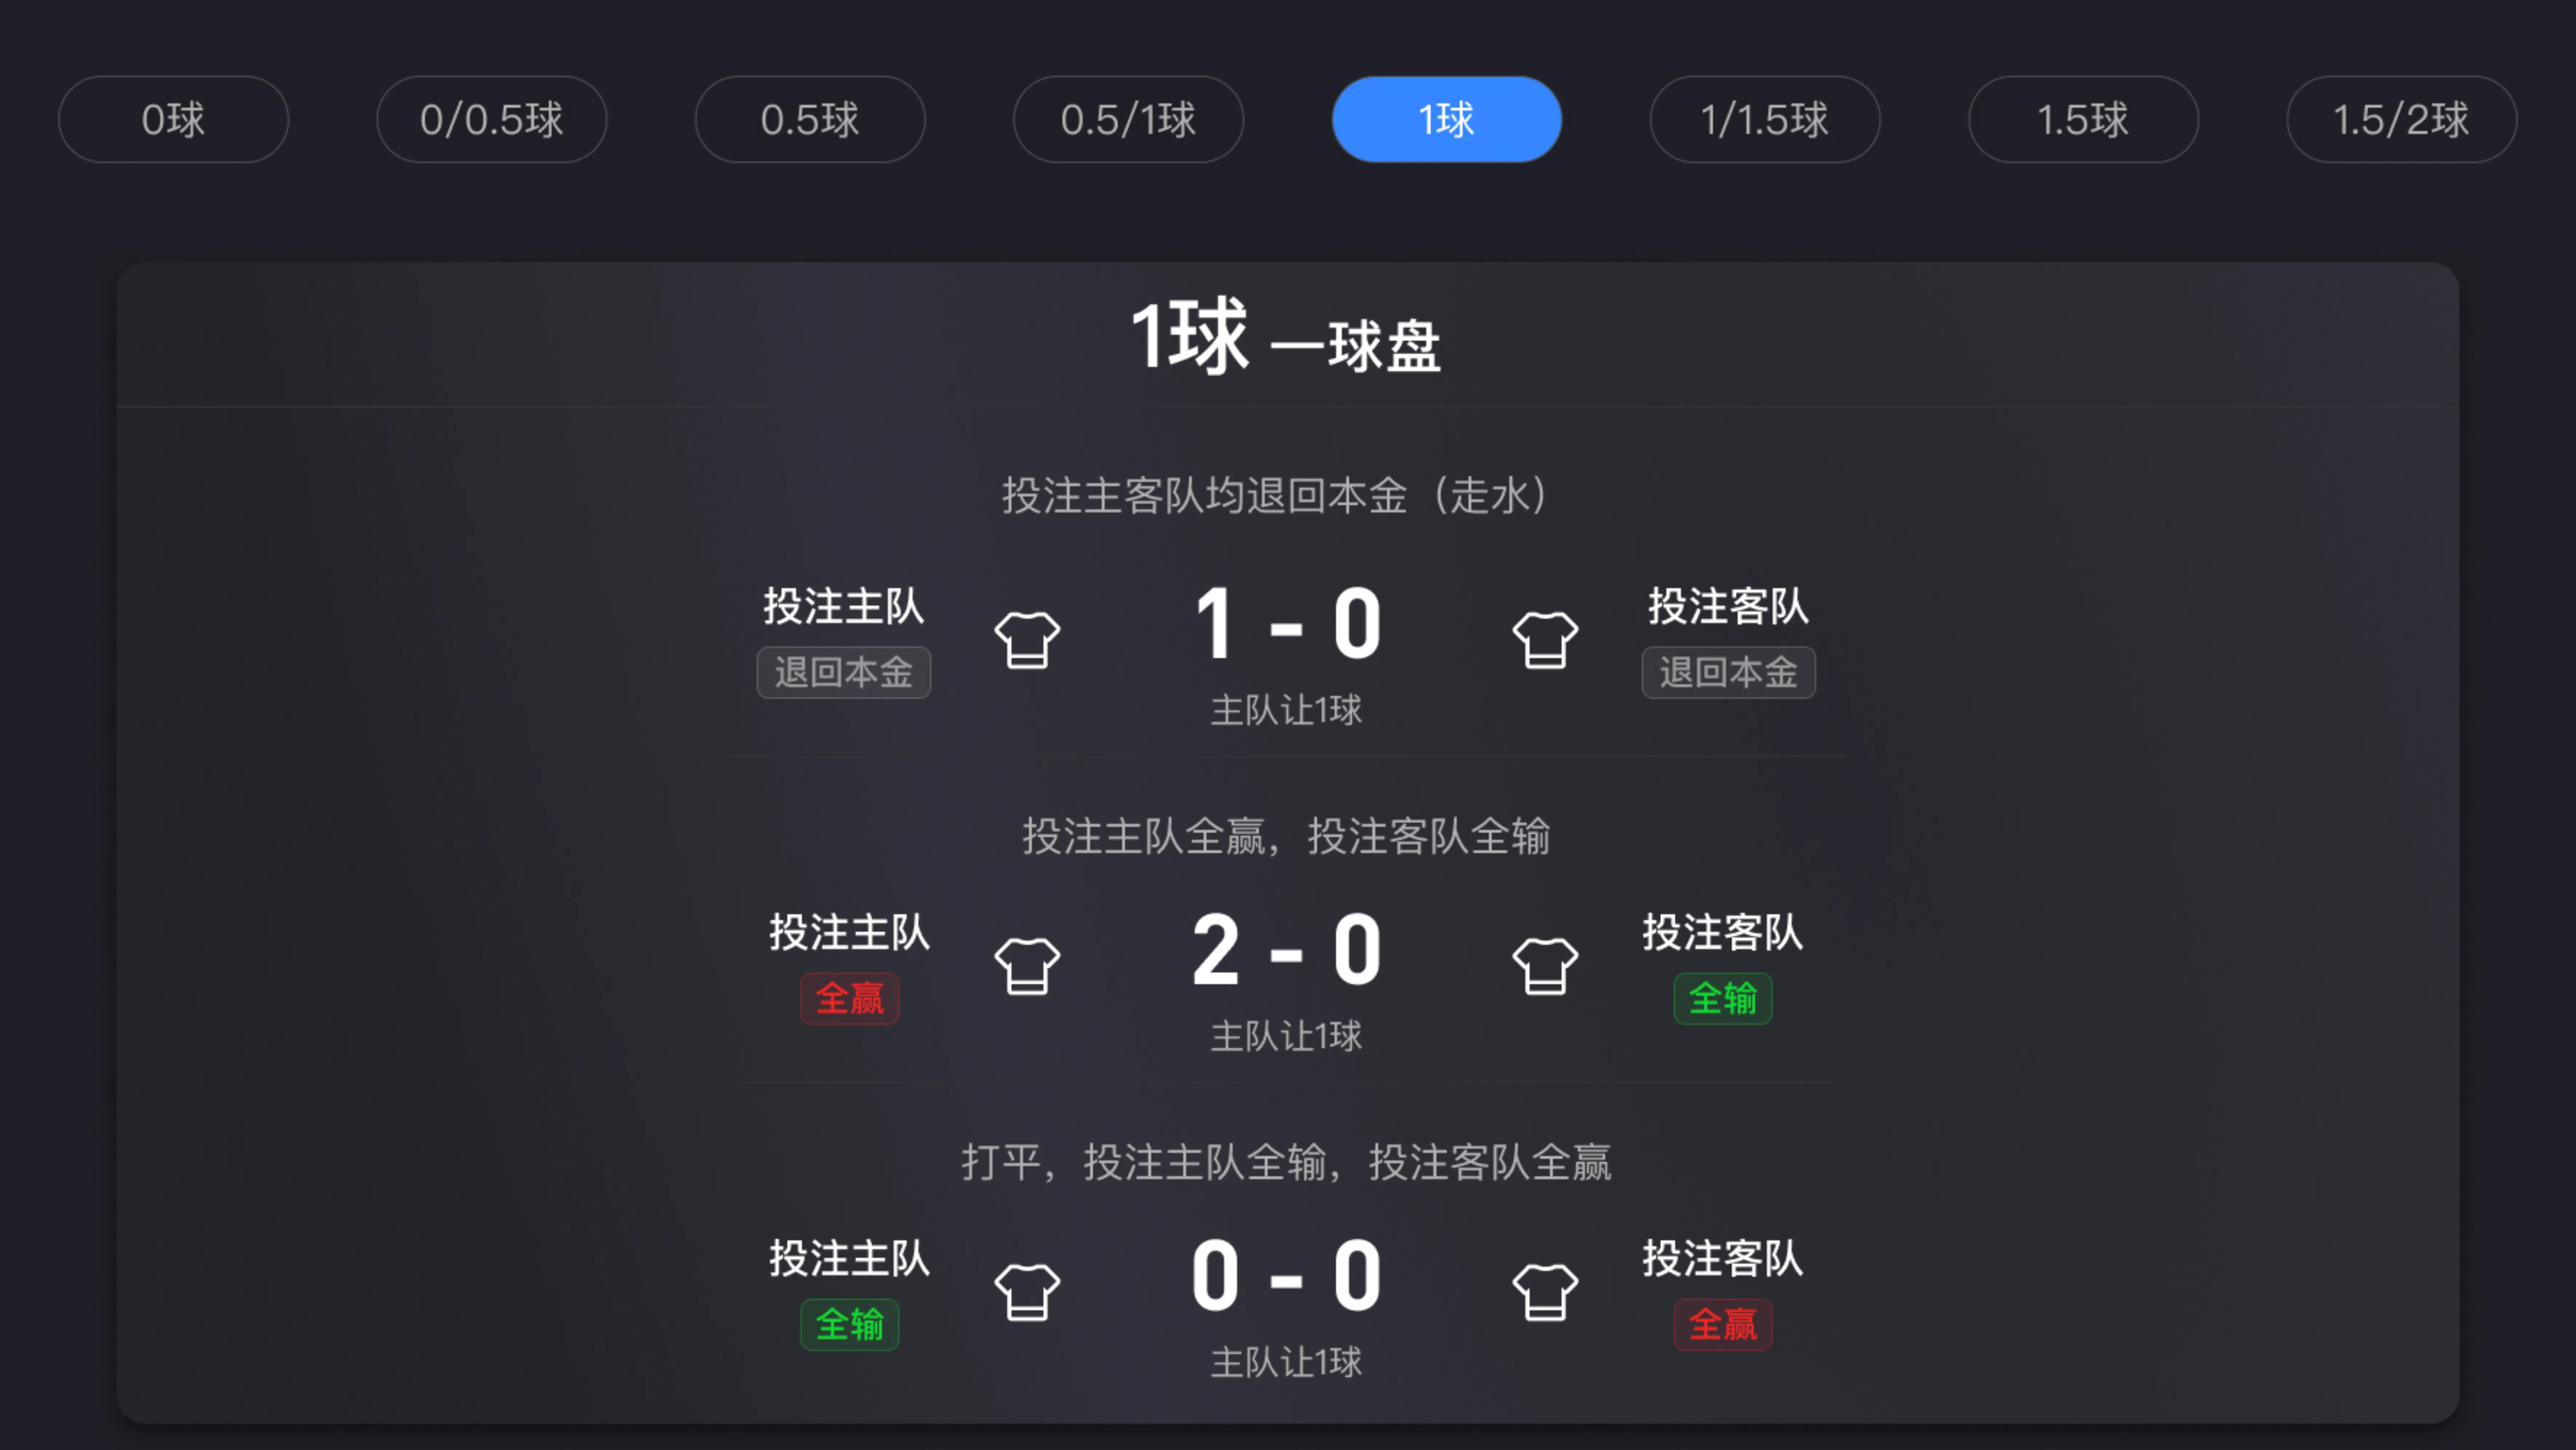 0球 0/0.5球 0.5球 0.5/1球 1球 1/1.5球 1.5球 1.5/2球
1球 一球盘
投注主客队均退回本金（走水）
投注主队 1 - 0 投注客队
退回本金 退回本金
主队让1球
投注主队全赢，投注客队全输
投注主队 2 - 0 投注客队
全赢 全输
主队让1球
打平，投注主队全输，投注客队全赢
投注主队 0 - 0 投注客队
全输 全赢
主队让1球